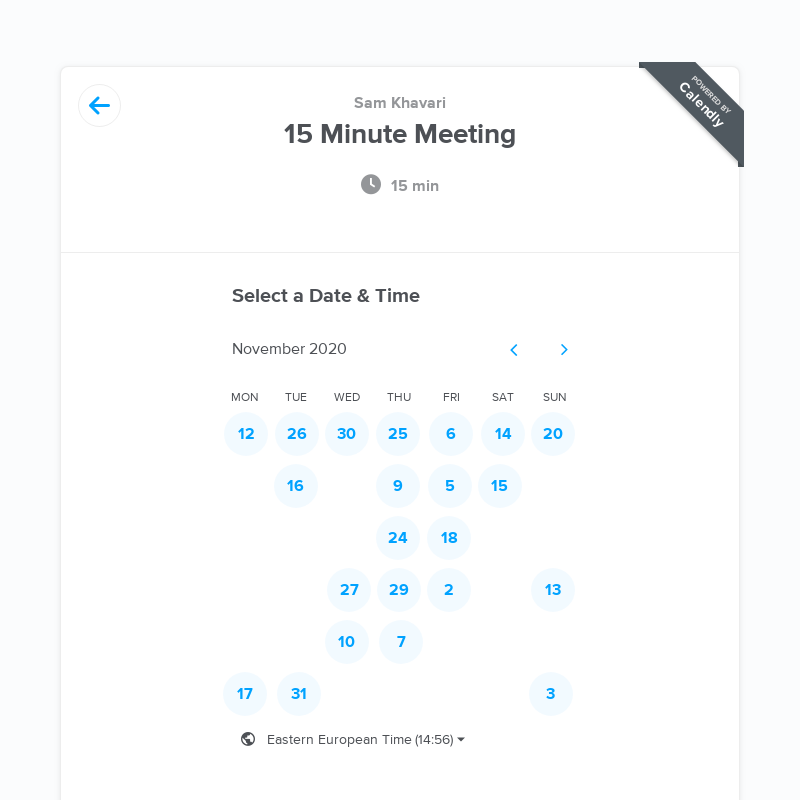 POWERED BY
Calendly
Sam Khavari
15 Minute Meeting
15 min
Select a Date & Time
November 2020
MON TUE WED THU FRI SAT SUN
12 26 30 25 6 14 20
16 9 5 15
24 18
27 29 2 13
10 7
17 31 3
Eastern European Time (14:56)